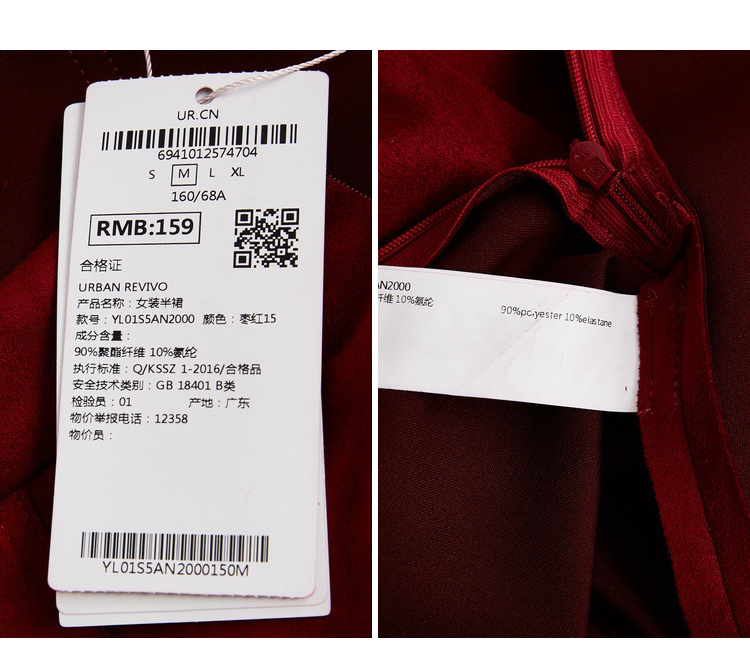 UR.CN
6941012574704
S M L XL
160/68A
RMB:159
合格证
URBAN REVIVO
产品名称：女装半裙
款号：YL01S5AN2000 颜色：枣红15
成分含量：
90%聚酯纤维 10%氨纶
执行标准：Q/KSSZ 1-2016/合格品
安全技术类别：GB 18401 B类
检验员：01 产地：广东
物价举报电话：12358
物价员：
YL01S5AN2000150M
AN2000
纤维 10%氨纶
90%polyester 10%elastane